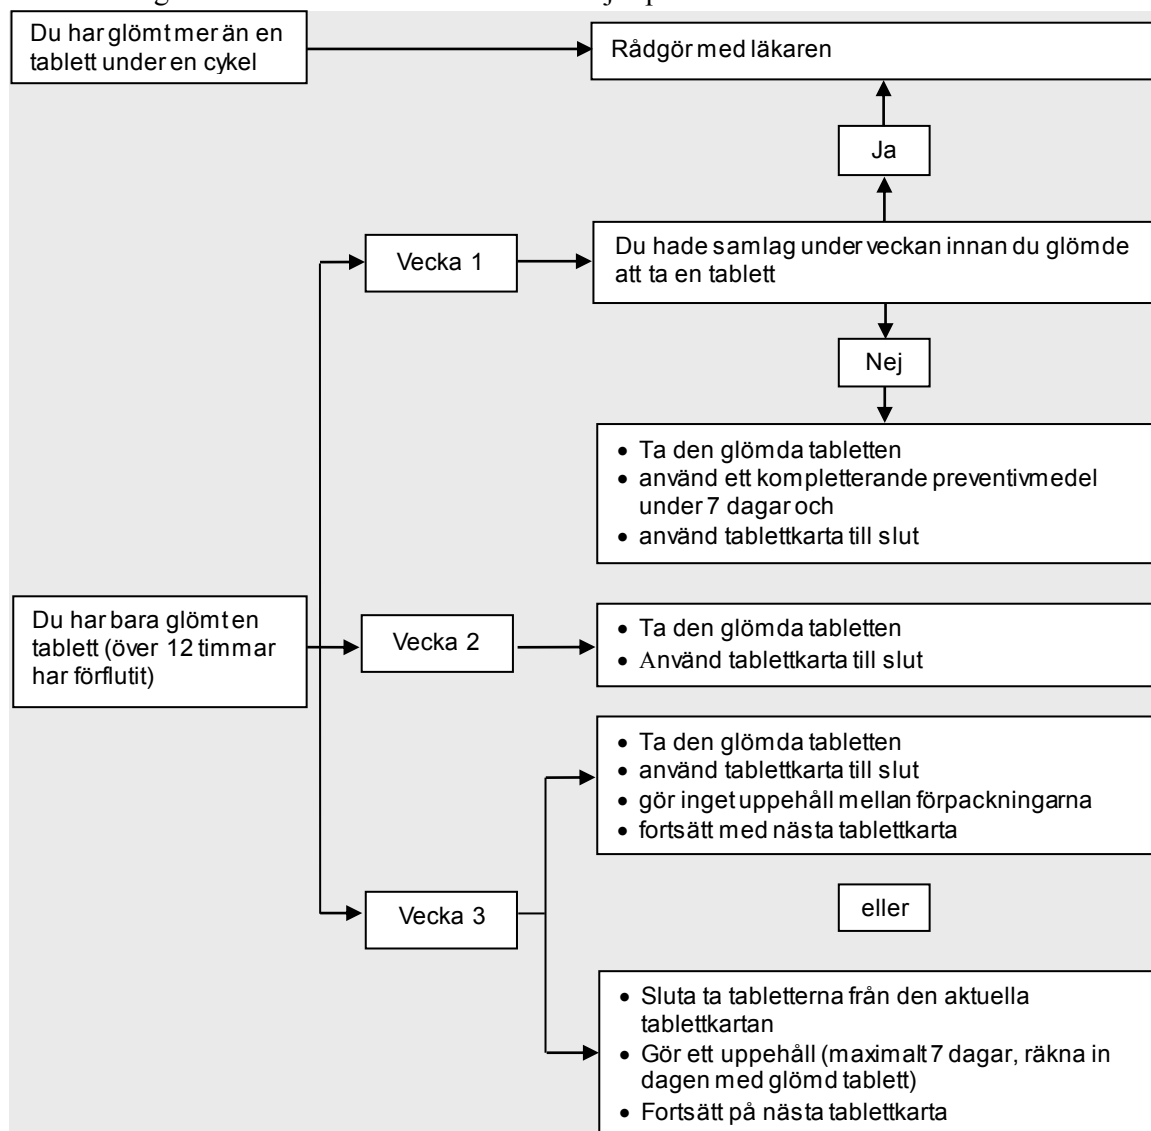 Du har glömt mer än en
tablett under en cykel
Rådgör med läkaren
Ja
Vecka 1
Du hade samlag under veckan innan du glömde
att ta en tablett
Nej
• Ta den glömda tabletten
• använd ett kompletterande preventivmedel
under 7 dagar och
• använd tablettkarta till slut
Du har bara glömt en
tablett (över 12 timmar
har förflutit)
Vecka 2
• Ta den glömda tabletten
• Använd tablettkarta till slut
Vecka 3
• Ta den glömda tabletten
• använd tablettkarta till slut
• gör inget uppehåll mellan förpackningarna
• fortsätt med nästa tablettkarta
eller
• Sluta ta tabletterna från den aktuella
tablettkartan
• Gör ett uppehåll (maximalt 7 dagar, räkna in
dagen med glömd tablett)
• Fortsätt på nästa tablettkarta